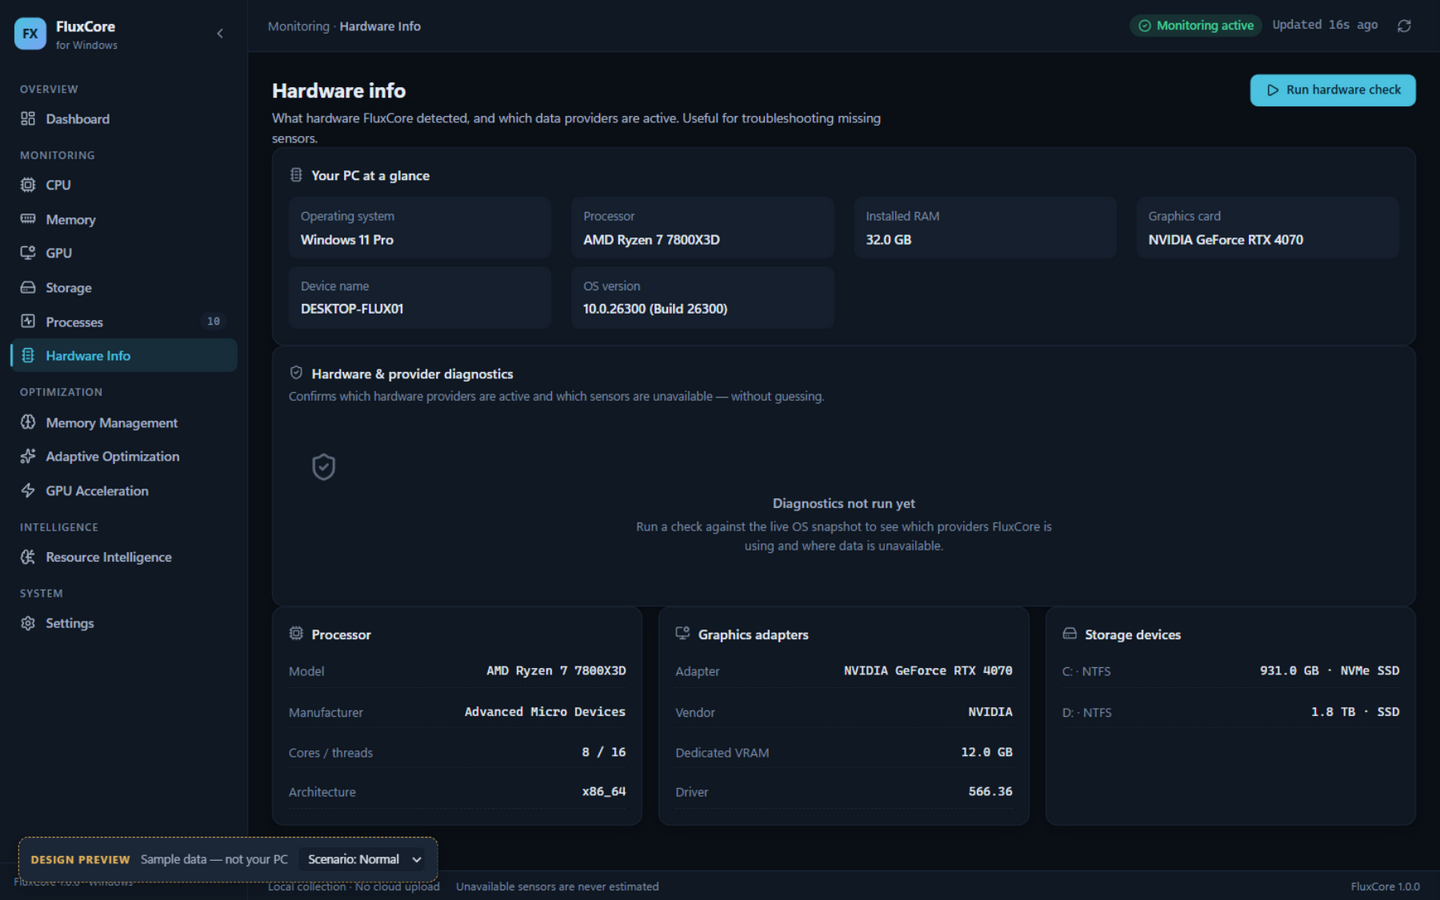 FX
FluxCore
for Windows
OVERVIEW
Dashboard
MONITORING
CPU
Memory
GPU
Storage
Processes 10
Hardware Info
OPTIMIZATION
Memory Management
Adaptive Optimization
GPU Acceleration
INTELLIGENCE
Resource Intelligence
SYSTEM
Settings
Monitoring · Hardware Info
Monitoring active
Updated 16s ago
Hardware info
What hardware FluxCore detected, and which data providers are active. Useful for troubleshooting missing
sensors.
Run hardware check
Your PC at a glance
Operating system
Windows 11 Pro
Processor
AMD Ryzen 7 7800X3D
Installed RAM
32.0 GB
Graphics card
NVIDIA GeForce RTX 4070
Device name
DESKTOP-FLUX01
OS version
10.0.26300 (Build 26300)
Hardware & provider diagnostics
Confirms which hardware providers are active and which sensors are unavailable — without guessing.
Diagnostics not run yet
Run a check against the live OS snapshot to see which providers FluxCore is
using and where data is unavailable.
Processor
Model AMD Ryzen 7 7800X3D
Manufacturer Advanced Micro Devices
Cores / threads 8 / 16
Architecture x86_64
Graphics adapters
Adapter NVIDIA GeForce RTX 4070
Vendor NVIDIA
Dedicated VRAM 12.0 GB
Driver 566.36
Storage devices
C: · NTFS 931.0 GB · NVMe SSD
D: · NTFS 1.8 TB · SSD
DESIGN PREVIEW Sample data — not your PC Scenario: Normal
FluxCore 1.0.0 · Windows
Local collection · No cloud upload Unavailable sensors are never estimated
FluxCore 1.0.0